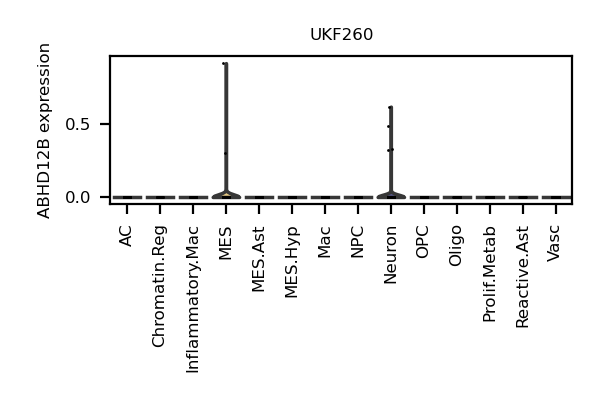 UKF260
ABHD12B expression
0.5
0.0
AC
Chromatin.Reg
Inflammatory.Mac
MES
MES.Ast
MES.Hyp
Mac
NPC
Neuron
OPC
Oligo
Prolif.Metab
Reactive.Ast
Vasc